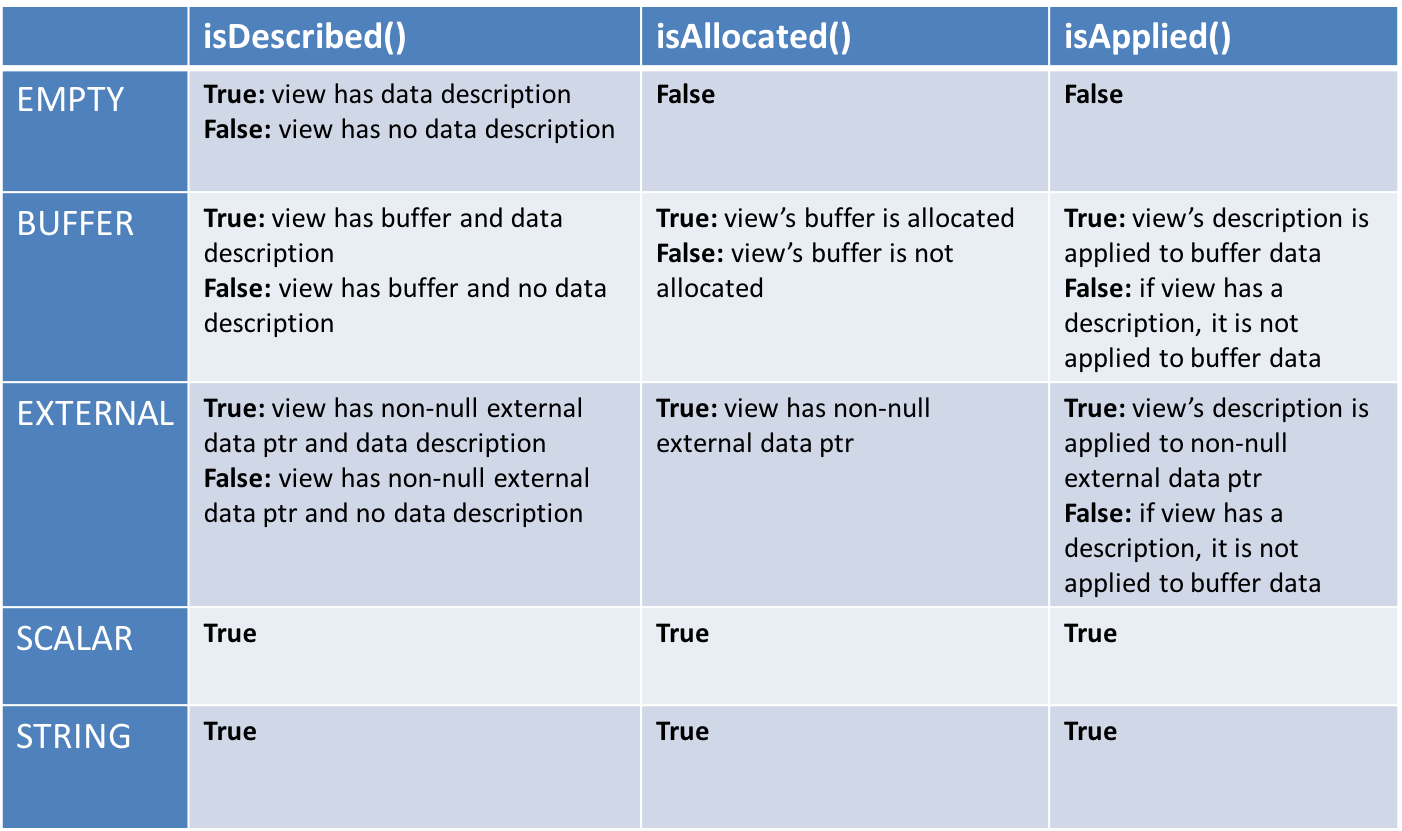 isDescribed() isAllocated() isApplied()
EMPTY
True: view has data description
False: view has no data description
False
False
BUFFER
True: view has buffer and data
description
False: view has buffer and no data
description
True: view’s buffer is allocated
False: view’s buffer is not
allocated
True: view’s description is
applied to buffer data
False: if view has a
description, it is not
applied to buffer data
EXTERNAL
True: view has non-null external
data ptr and data description
False: view has non-null external
data ptr and no data description
True: view has non-null
external data ptr
True: view’s description is
applied to non-null
external data ptr
False: if view has a
description, it is not
applied to buffer data
SCALAR
True
True
True
STRING
True
True
True